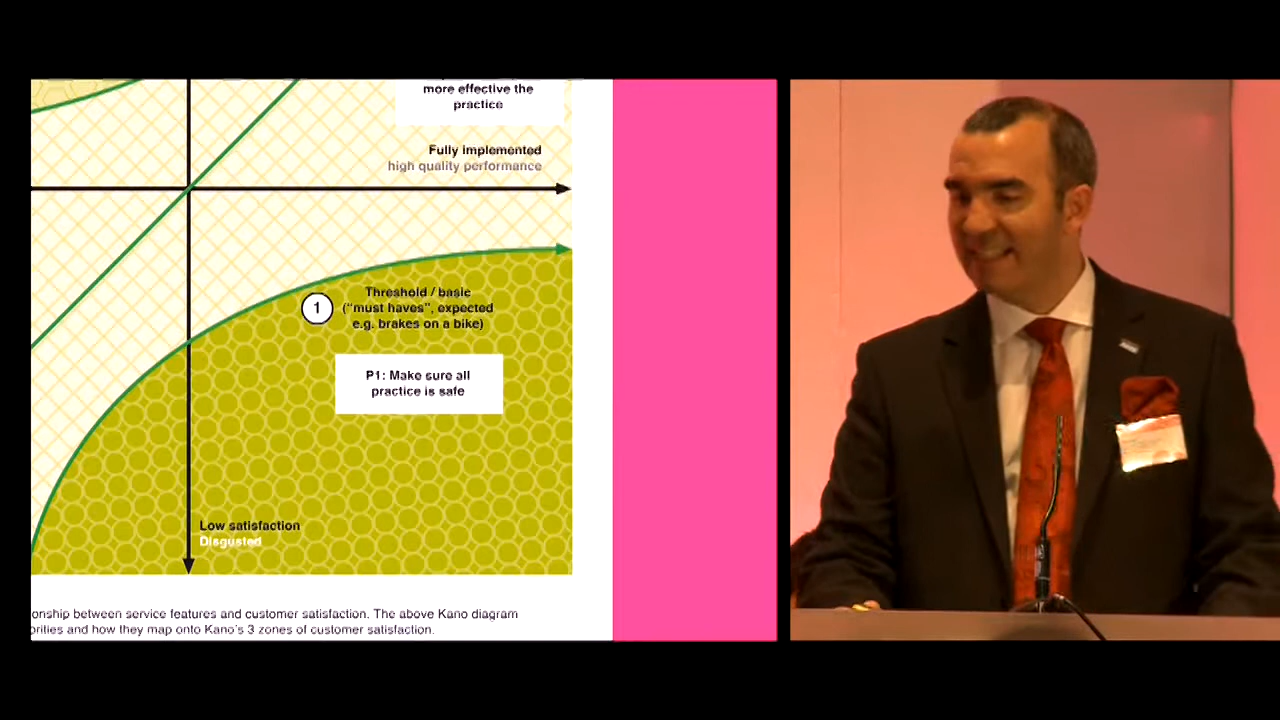 more effective the
practice
Fully implemented
high quality performance
1
Threshold / basic
("must haves", expected
e.g. brakes on a bike)
P1: Make sure all
practice is safe
Low satisfaction
Disgusted
onship between service features and customer satisfaction. The above Kano diagram
orities and how they map onto Kano's 3 zones of customer satisfaction.